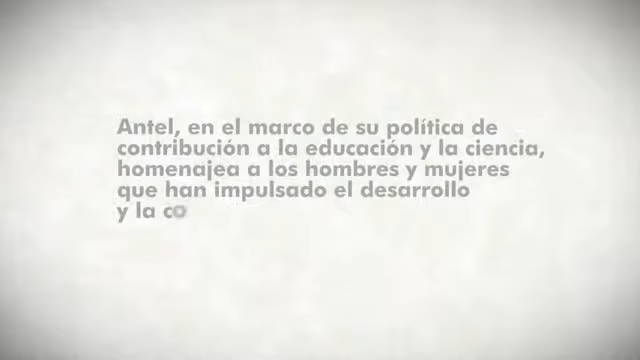 Antel, en el marco de su política de
contribución a la educación y la ciencia,
homenajea a los hombres y mujeres
que han impulsado el desarrollo
y la co